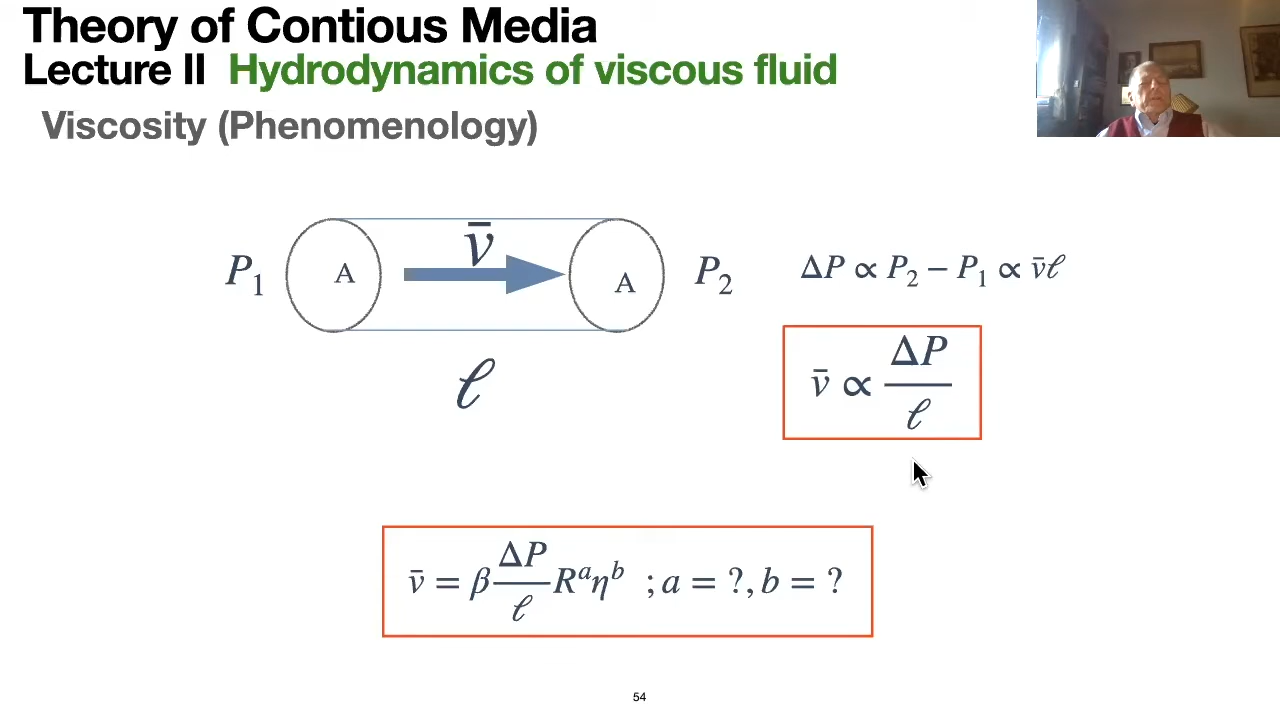 Theory of Contious Media
Lecture II Hydrodynamics of viscous fluid
Viscosity (Phenomenology)
P₁ A v̄ A P₂ ΔP ∝ P₂ − P₁ ∝ v̄ℓ
v̄ ∝ ΔP/ℓ
ℓ
v̄ = β ΔP/ℓ Rᵃηᵇ ; a = ?, b = ?
54